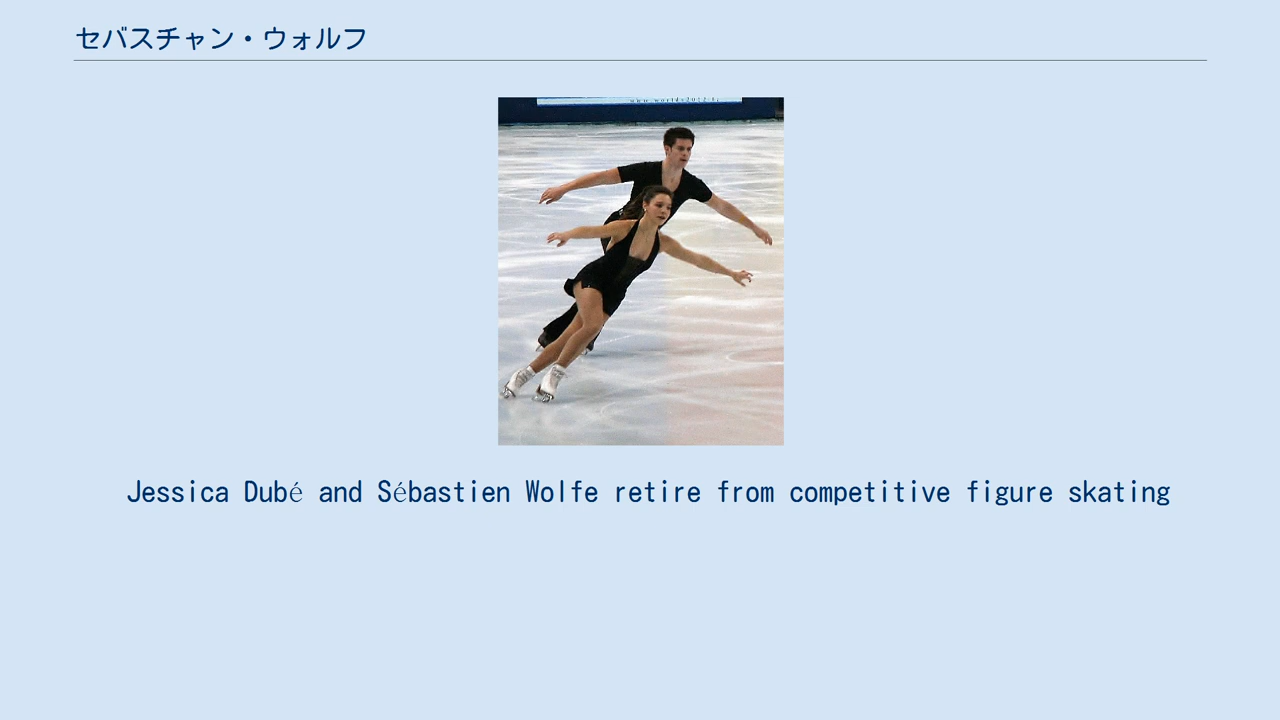 セバスチャン・ウォルフ
Jessica Dubé and Sébastien Wolfe retire from competitive figure skating